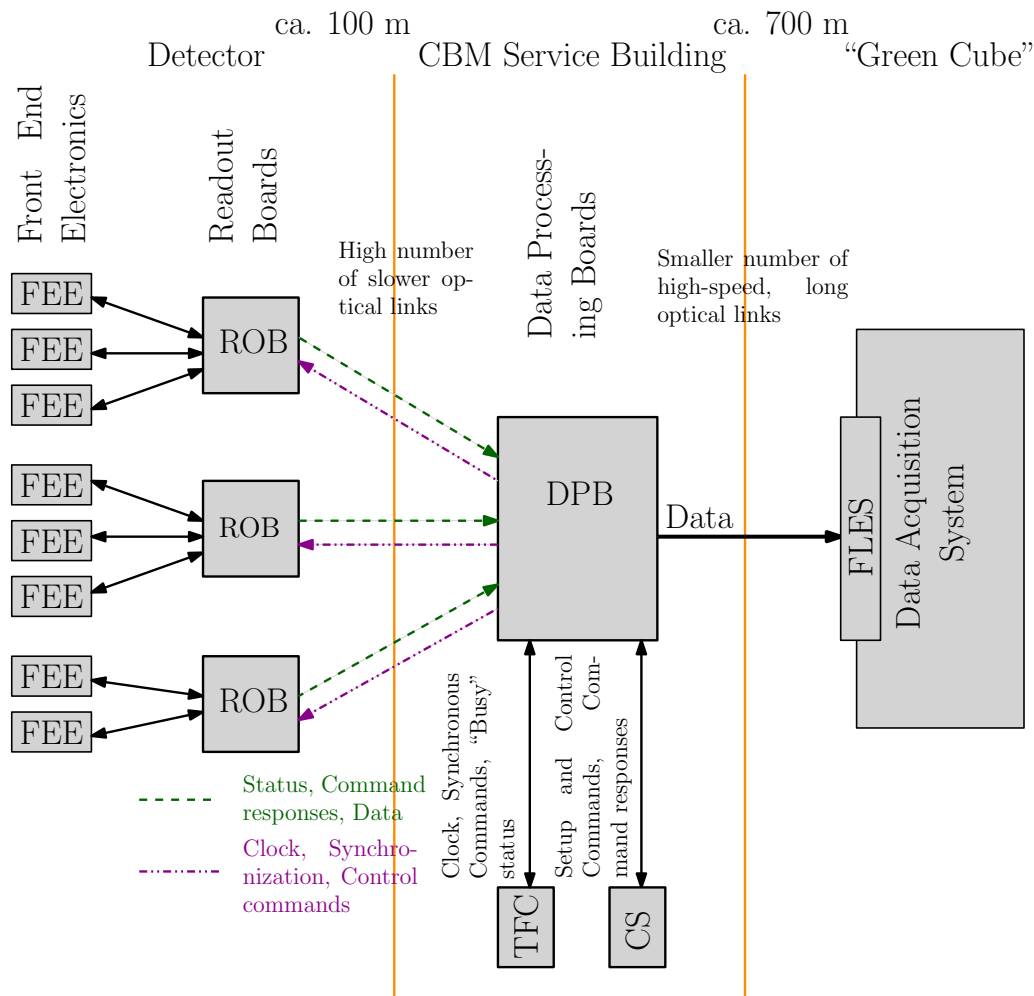 ca. 100 m
ca. 700 m
Detector
CBM Service Building
“Green Cube”
Front End
Electronics
Readout
Boards
High number
of slower op-
tical links
Data Process-
ing Boards
Smaller number of
high-speed, long
optical links
FEE
FEE
FEE
ROB
FEE
FEE
FEE
ROB
FEE
FEE
ROB
DPB
Data
FLES
Data Acquisition
System
Clock, Synchronous
Commands, “Busy”
status
Setup and Control
Commands, Com-
mand responses
Status, Command
responses, Data
Clock, Synchro-
nization, Control
commands
TFC
CS